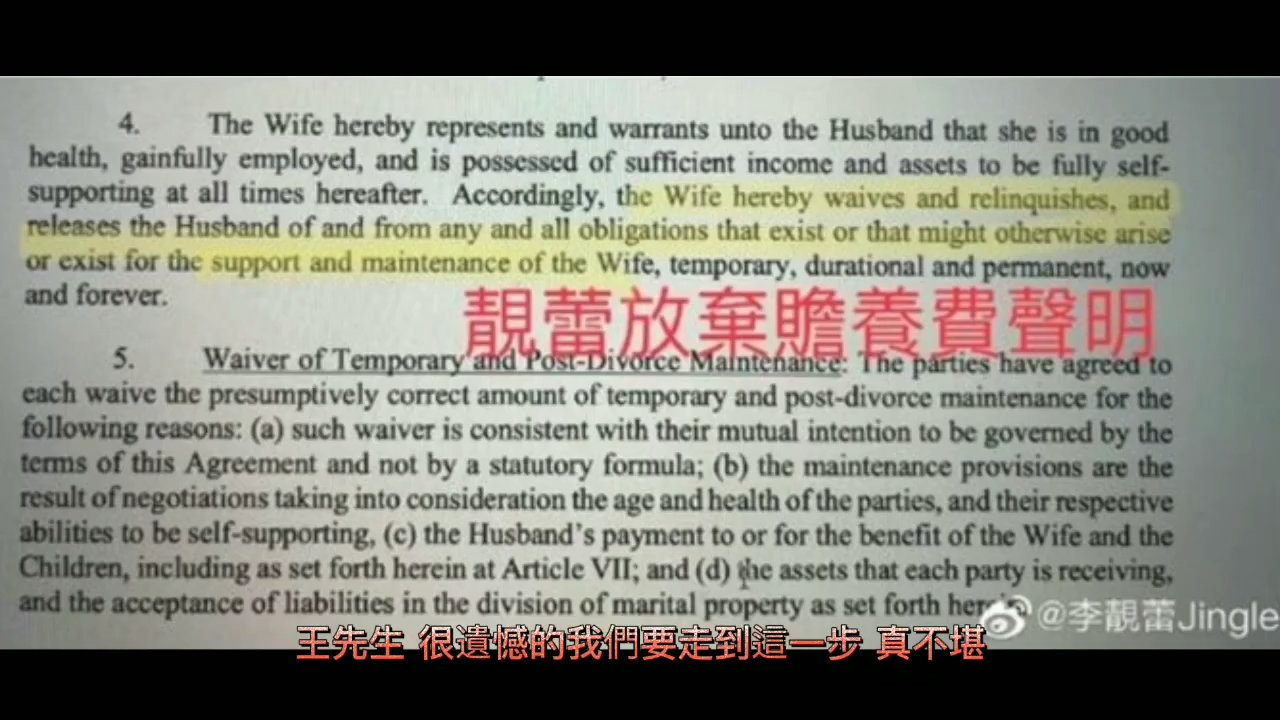 4. The Wife hereby represents and warrants unto the Husband that she is in good
health, gainfully employed, and is possessed of sufficient income and assets to be fully self-
supporting at all times hereafter. Accordingly, the Wife hereby waives and relinquishes, and
releases the Husband of and from any and all obligations that exist or that might otherwise arise
or exist for the support and maintenance of the Wife, temporary, durational and permanent, now
and forever.
靚蕾放棄贍養費聲明
5. Waiver of Temporary and Post-Divorce Maintenance: The parties have agreed to
each waive the presumptively correct amount of temporary and post-divorce maintenance for the
following reasons: (a) such waiver is consistent with their mutual intention to be governed by the
terms of this Agreement and not by a statutory formula; (b) the maintenance provisions are the
result of negotiations taking into consideration the age and health of the parties, and their respective
abilities to be self-supporting, (c) the Husband's payment to or for the benefit of the Wife and the
Children, including as set forth herein at Article VII; and (d) the assets that each party is receiving,
and the acceptance of liabilities in the division of marital property as set forth
@李靚蕾Jingle
王先生 很遺憾的我們要走到這一步 真不堪